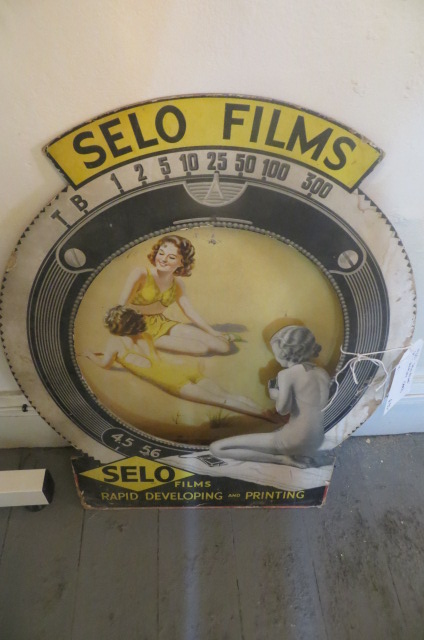 SELO FILMS
T B 1 2 5 10 25 50 100 300
4.5 5.6
SELO
FILMS
RAPID DEVELOPING AND PRINTING